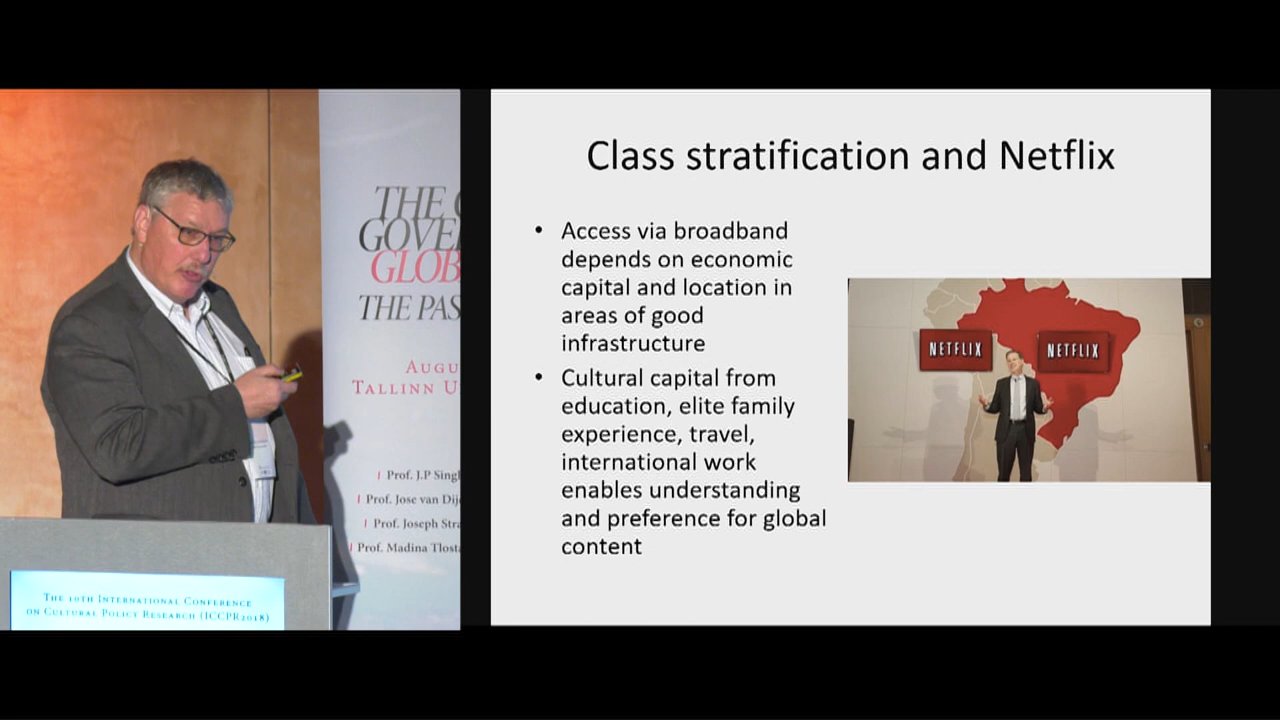 THE
GOVE
GLOB
THE PAS
AUGU
TALLINN U
Prof. J.P Singh
Prof. Jose van Dij
Prof. Joseph Stra
Prof. Madina Tlosta
THE 10TH INTERNATIONAL CONFERENCE
ON CULTURAL POLICY RESEARCH (ICCPR2018)
Class stratification and Netflix
• Access via broadband
depends on economic
capital and location in
areas of good
infrastructure
• Cultural capital from
education, elite family
experience, travel,
international work
enables understanding
and preference for global
content
NETFLIX
NETFLIX